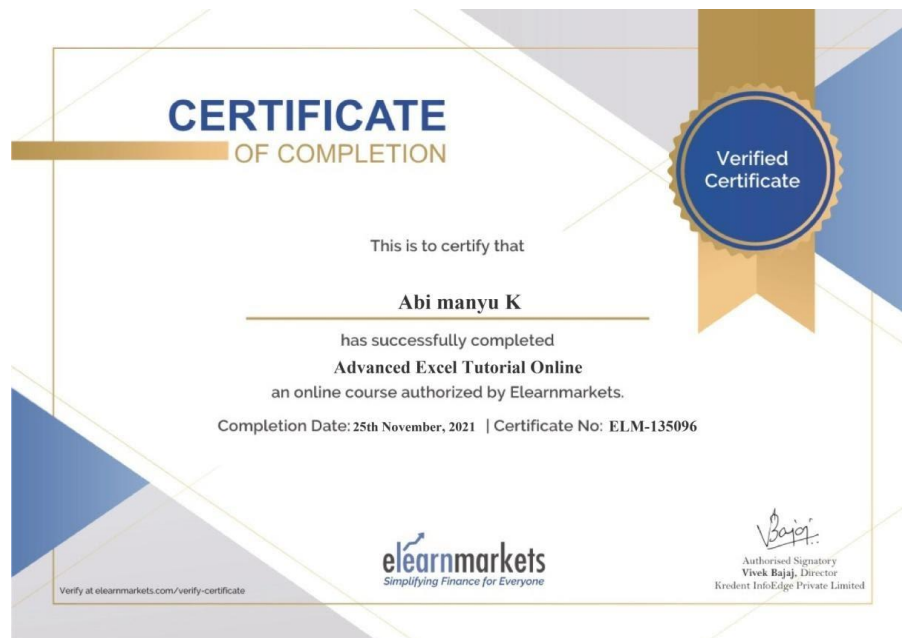 CERTIFICATE
OF COMPLETION
Verified
Certificate
This is to certify that
Abi manyu K
has successfully completed
Advanced Excel Tutorial Online
an online course authorized by Elearnmarkets.
Completion Date: 25th November, 2021 | Certificate No: ELM-135096
Bajaj
elearnmarkets
Simplifying Finance for Everyone
Authorised Signatory
Vivek Bajaj, Director
Kredent InfoEdge Private Limited
Verify at elearnmarkets.com/verify-certificate